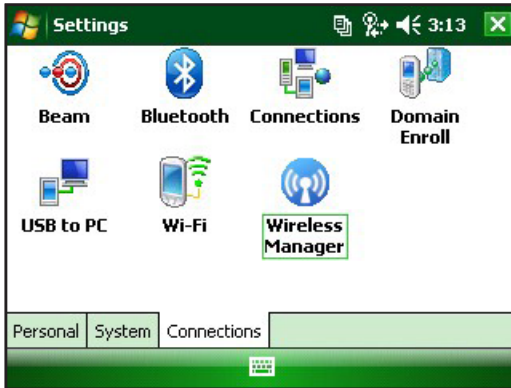 Settings 3:13
Beam Bluetooth Connections Domain
Enroll
USB to PC Wi-Fi Wireless
Manager
Personal System Connections